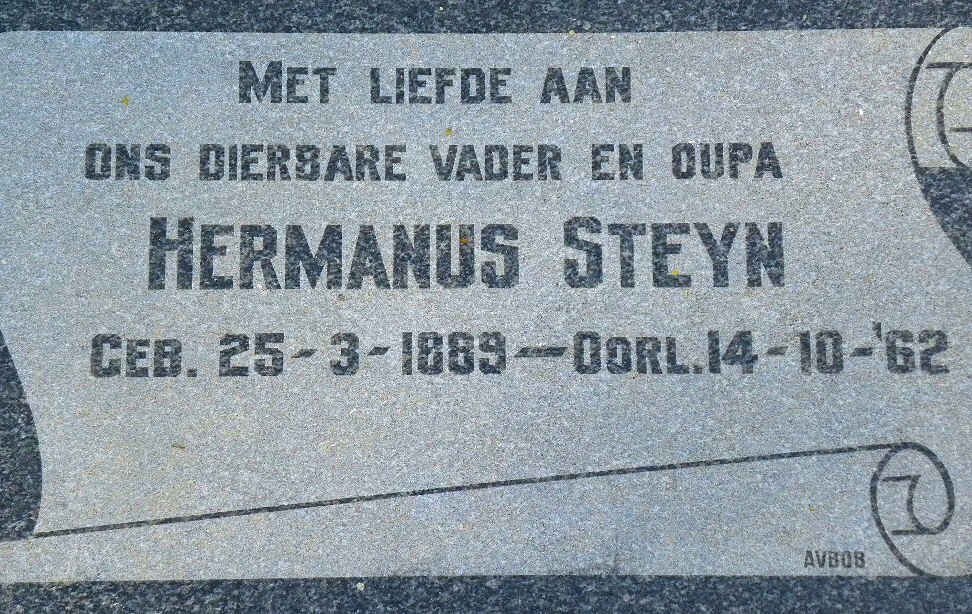 MET LIEFDE AAN
ONS DIERBARE VADER EN OUPA
HERMANUS STEYN
GEB. 25-3-1889-OORL.14-10-'62
AVBOB